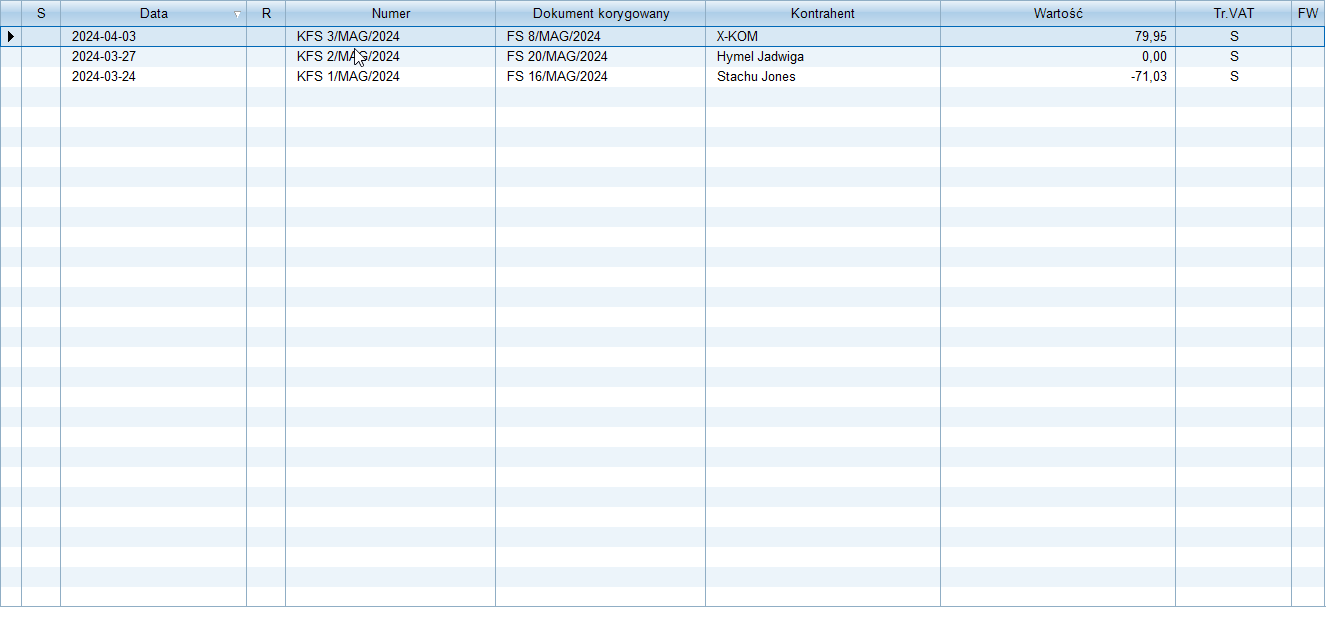 S Data R Numer Dokument korygowany Kontrahent Wartość Tr.VAT FW
2024-04-03 KFS 3/MAG/2024 FS 8/MAG/2024 X-KOM 79,95 S
2024-03-27 KFS 2/MAG/2024 FS 20/MAG/2024 Hymel Jadwiga 0,00 S
2024-03-24 KFS 1/MAG/2024 FS 16/MAG/2024 Stachu Jones -71,03 S